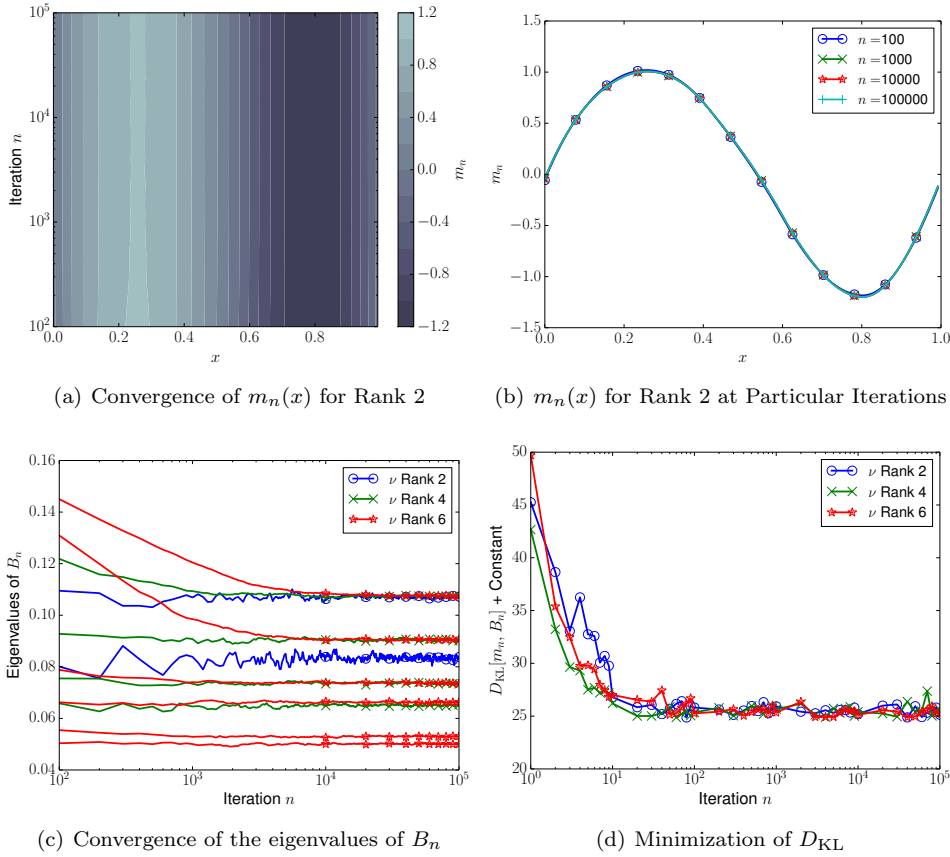 10^5
10^4
10^3
10^2
Iteration n
0.0
0.2
0.4
0.6
0.8
x
1.2
0.8
0.4
0.0
−0.4
−0.8
−1.2
m_n
(a) Convergence of m_n(x) for Rank 2
1.5
1.0
0.5
0.0
−0.5
−1.0
−1.5
m_n
0.0
0.2
0.4
0.6
0.8
1.0
x
n =100
n =1000
n =10000
n =100000
(b) m_n(x) for Rank 2 at Particular Iterations
0.16
0.14
0.12
0.10
0.08
0.06
0.04
Eigenvalues of B_n
10^2
10^3
10^4
10^5
Iteration n
ν Rank 2
ν Rank 4
ν Rank 6
(c) Convergence of the eigenvalues of B_n
50
45
40
35
30
25
20
D_KL[m_n, B_n] + Constant
10^0
10^1
10^2
10^3
10^4
10^5
Iteration n
ν Rank 2
ν Rank 4
ν Rank 6
(d) Minimization of D_KL